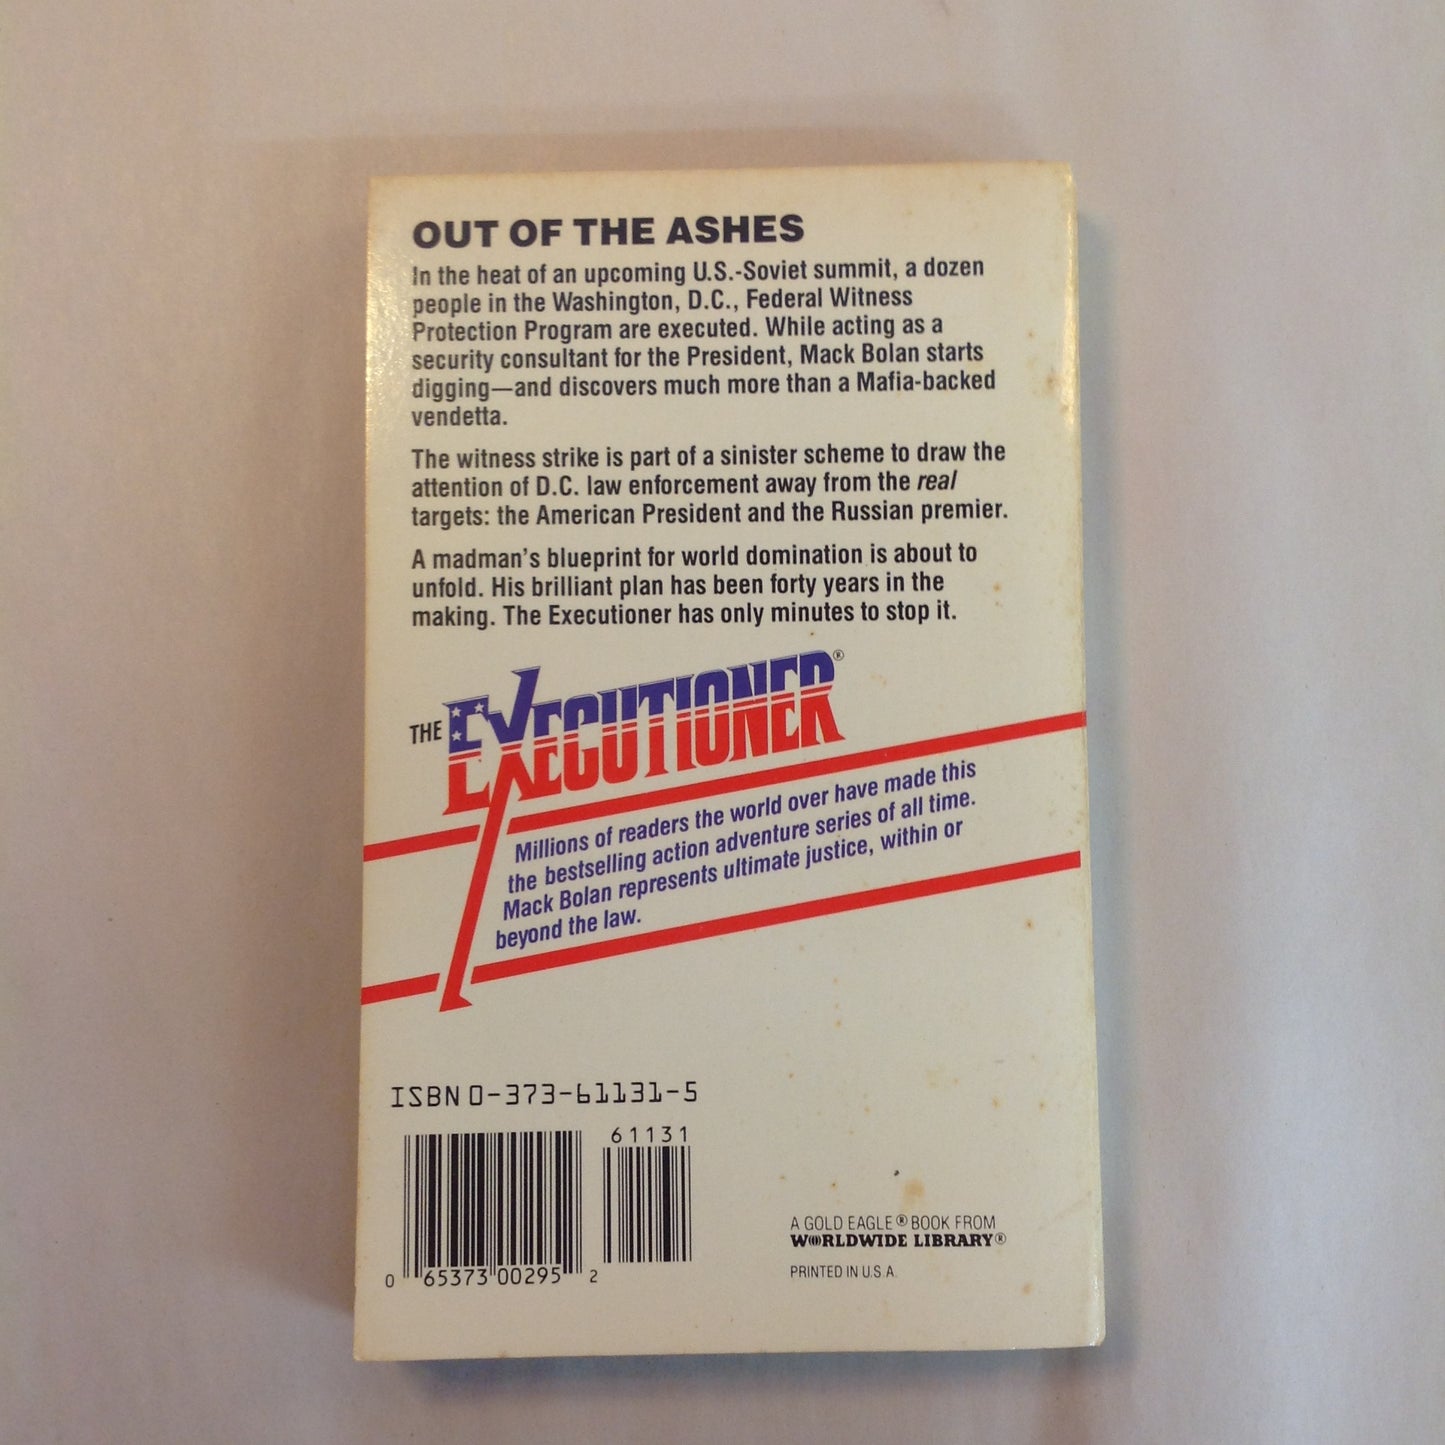 OUT OF THE ASHES
In the heat of an upcoming U.S.-Soviet summit, a dozen
people in the Washington, D.C., Federal Witness
Protection Program are executed. While acting as a
security consultant for the President, Mack Bolan starts
digging—and discovers much more than a Mafia-backed
vendetta.
The witness strike is part of a sinister scheme to draw the
attention of D.C. law enforcement away from the real
targets: the American President and the Russian premier.
A madman's blueprint for world domination is about to
unfold. His brilliant plan has been forty years in the
making. The Executioner has only minutes to stop it.
THE EXECUTIONER®
Millions of readers the world over have made this
the bestselling action adventure series of all time.
Mack Bolan represents ultimate justice, within or
beyond the law.
ISBN 0-373-61131-5
61131
0 65373 00295 2
A GOLD EAGLE® BOOK FROM
WORLDWIDE LIBRARY®
PRINTED IN U.S.A.